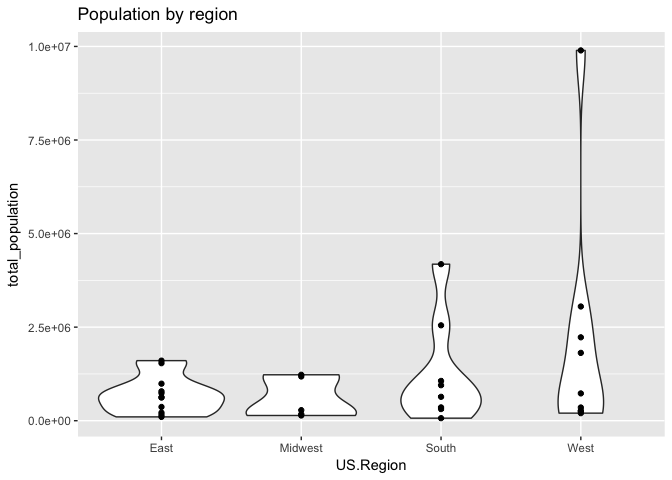 Population by region
1.0e+07
7.5e+06
5.0e+06
2.5e+06
0.0e+00
total_population
East
Midwest
South
West
US.Region